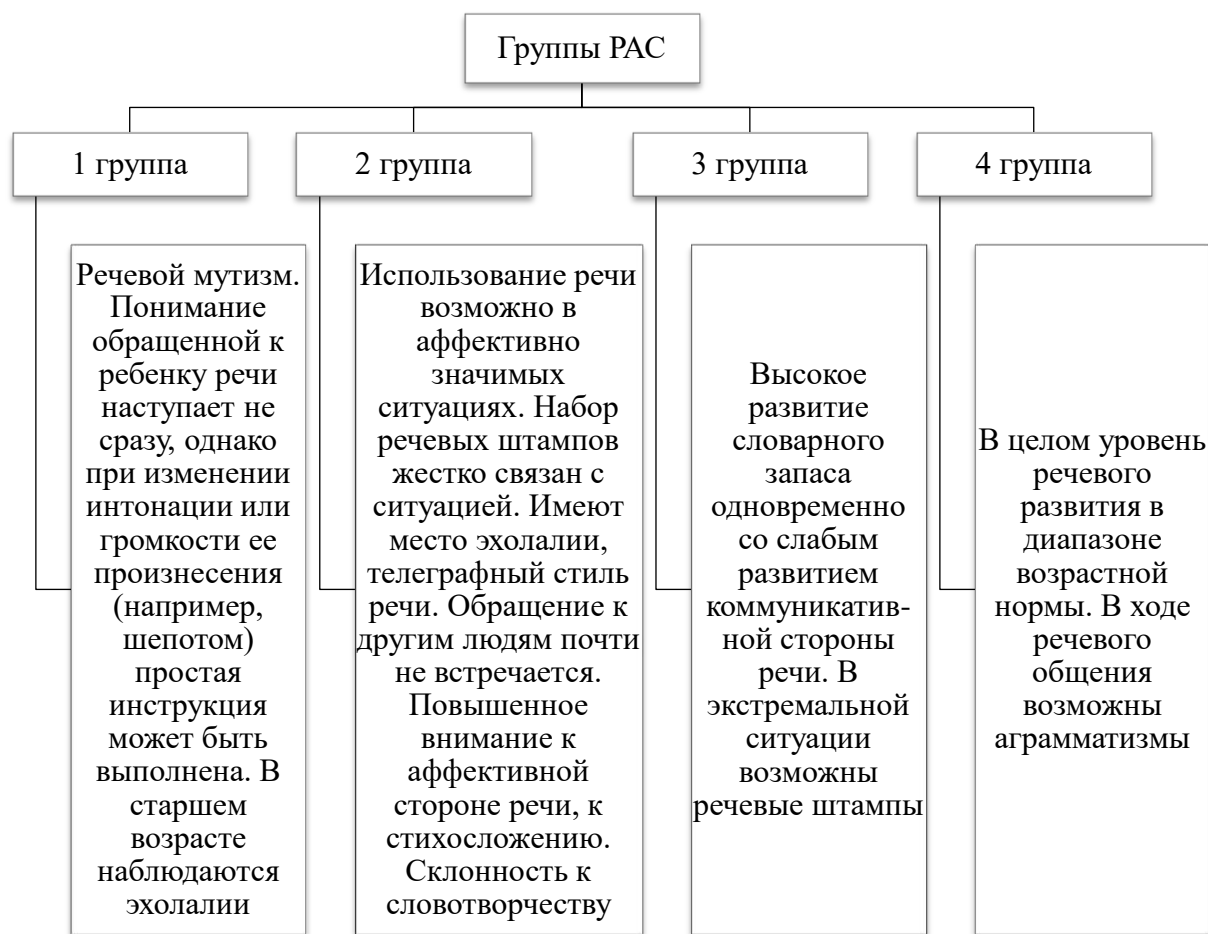 Группы РАС
1 группа
Речевой мутизм.
Понимание
обращенной к
ребенку речи
наступает не
сразу, однако
при изменении
интонации или
громкости ее
произнесения
(например,
шепотом)
простая
инструкция
может быть
выполнена. В
старшем
возрасте
наблюдаются
эхолалии
2 группа
Использование речи
возможно в
аффективно
значимых
ситуациях. Набор
речевых штампов
жестко связан с
ситуацией. Имеют
место эхолалии,
телеграфный стиль
речи. Обращение к
другим людям почти
не встречается.
Повышенное
внимание к
аффективной
стороне речи, к
стихосложению.
Склонность к
словотворчеству
3 группа
Высокое
развитие
словарного
запаса
одновременно
со слабым
развитием
коммуникатив-
ной стороны
речи. В
экстремальной
ситуации
возможны
речевые штампы
4 группа
В целом уровень
речевого
развития в
диапазоне
возрастной
нормы. В ходе
речевого
общения
возможны
аграмматизмы